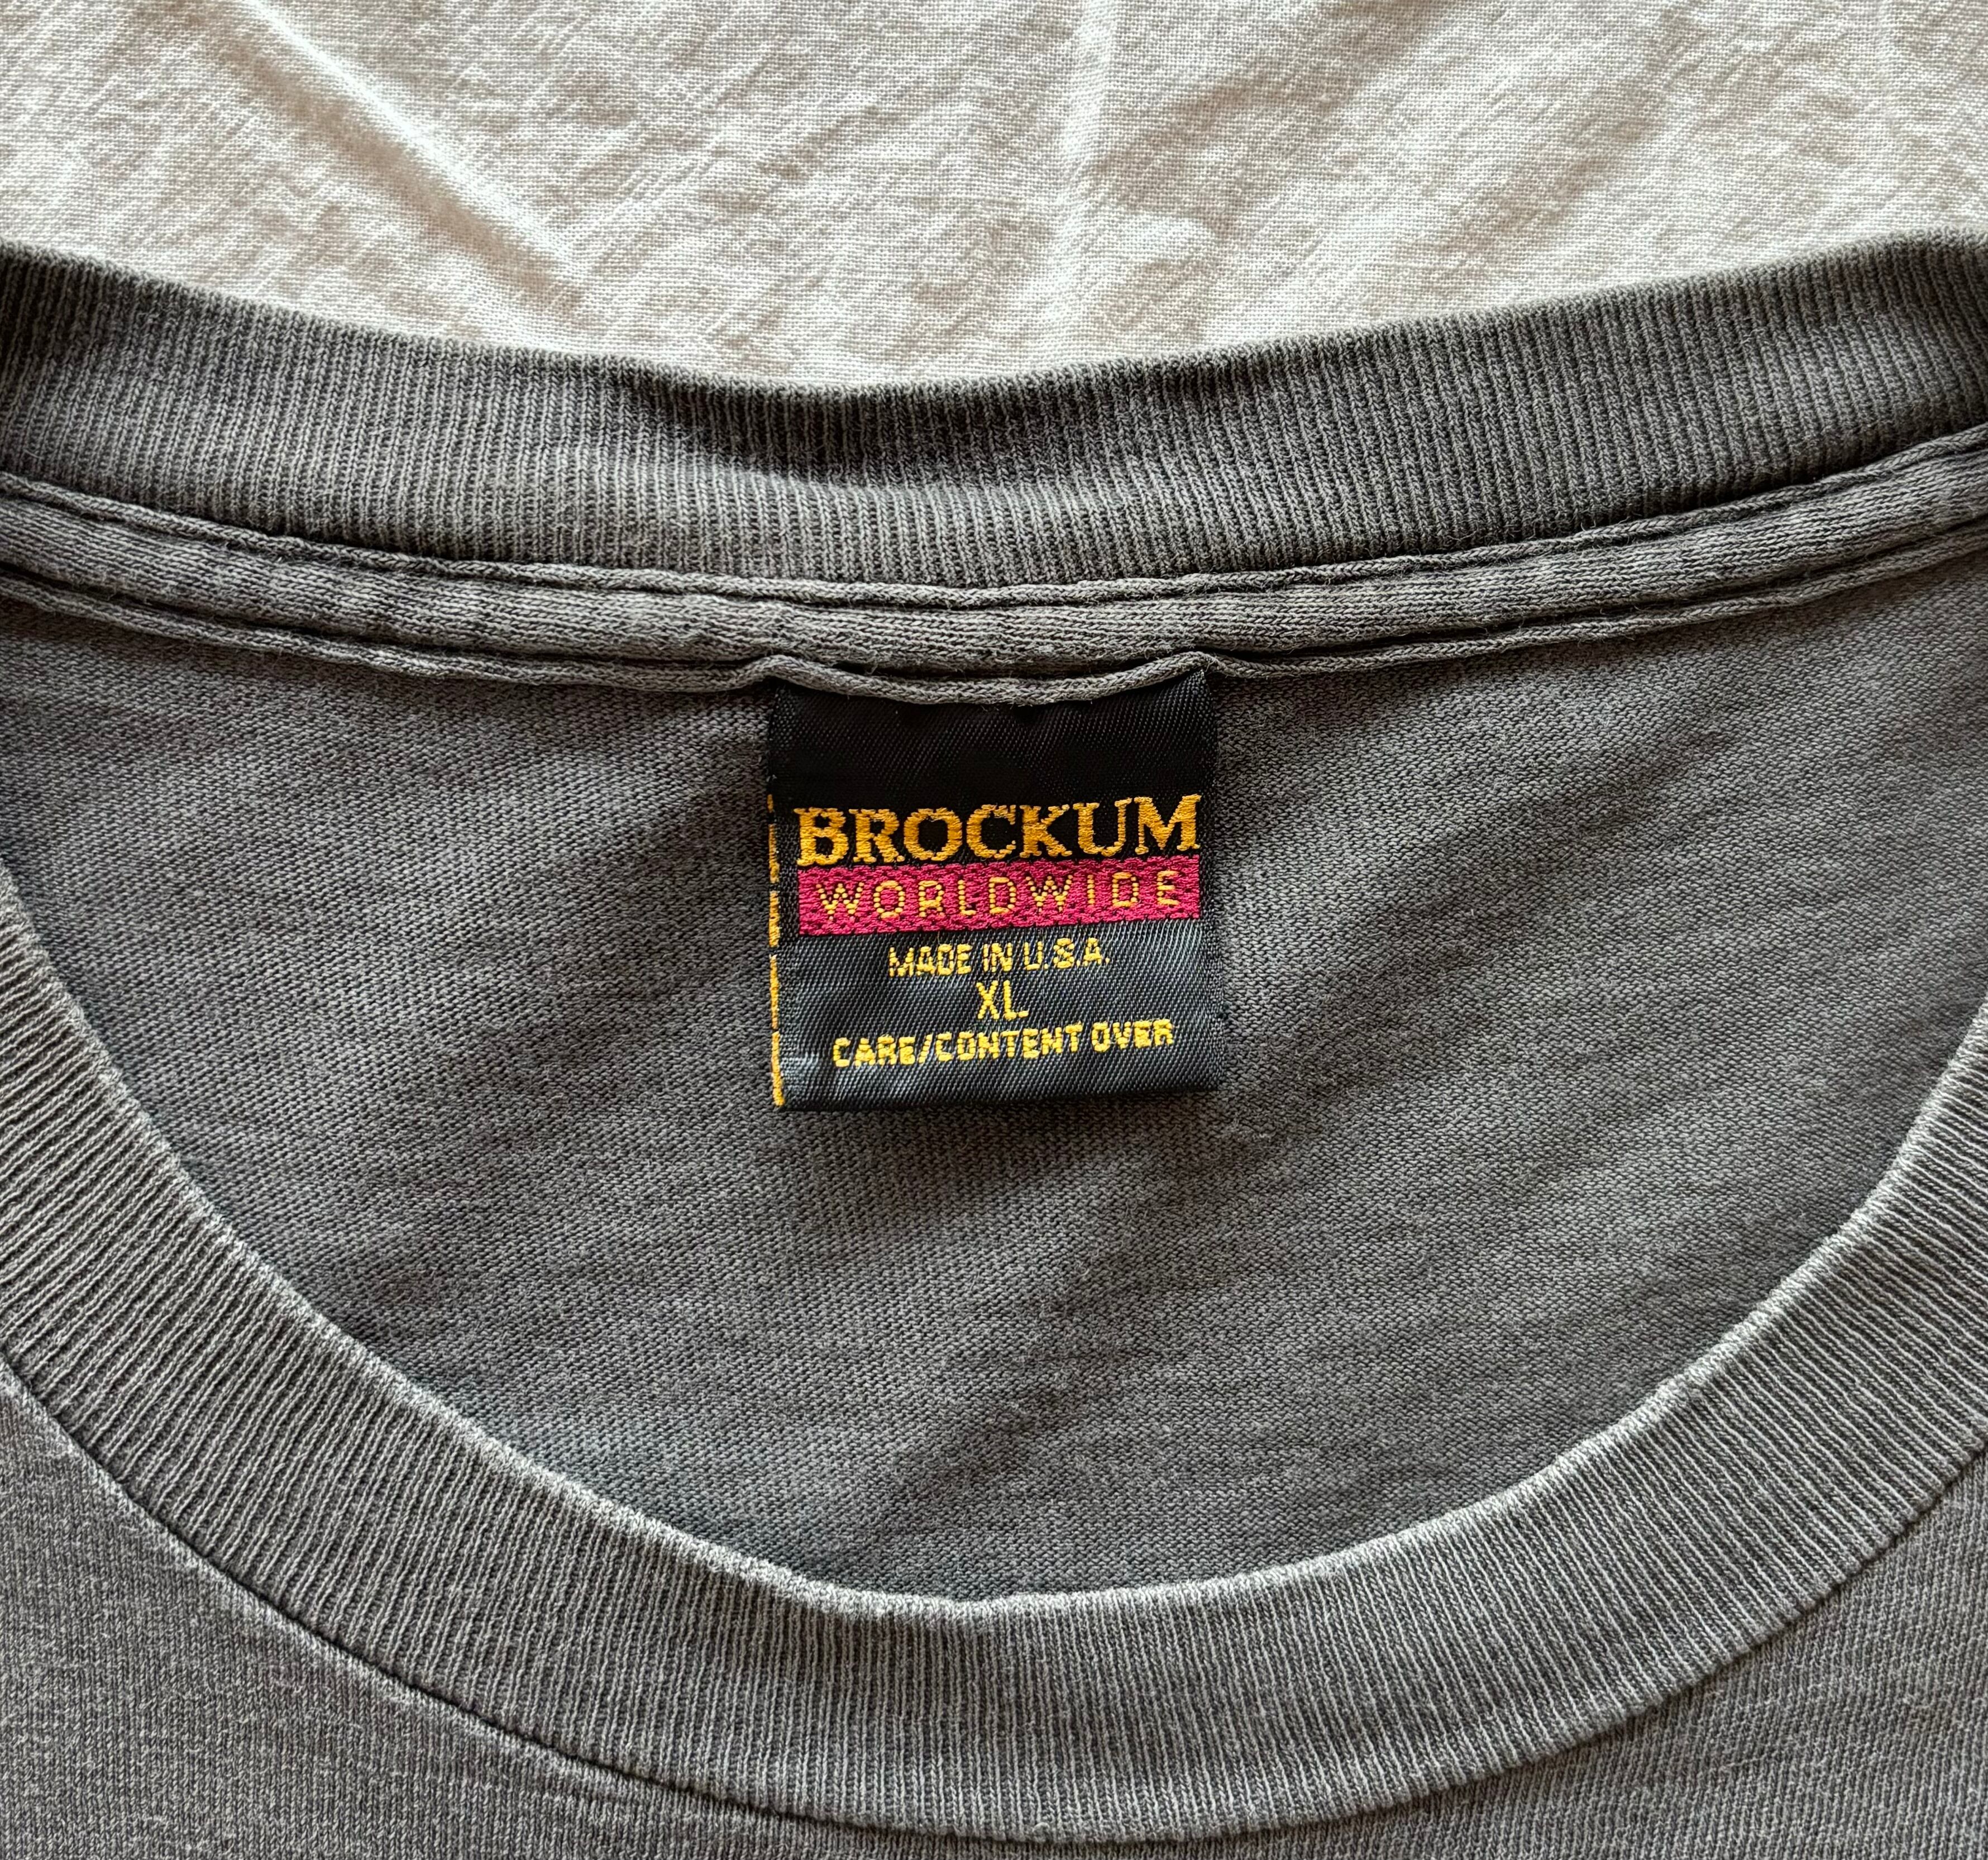 BROCKUM
WORLDWIDE
MADE IN U.S.A.
XL
CARE/CONTENT OVER